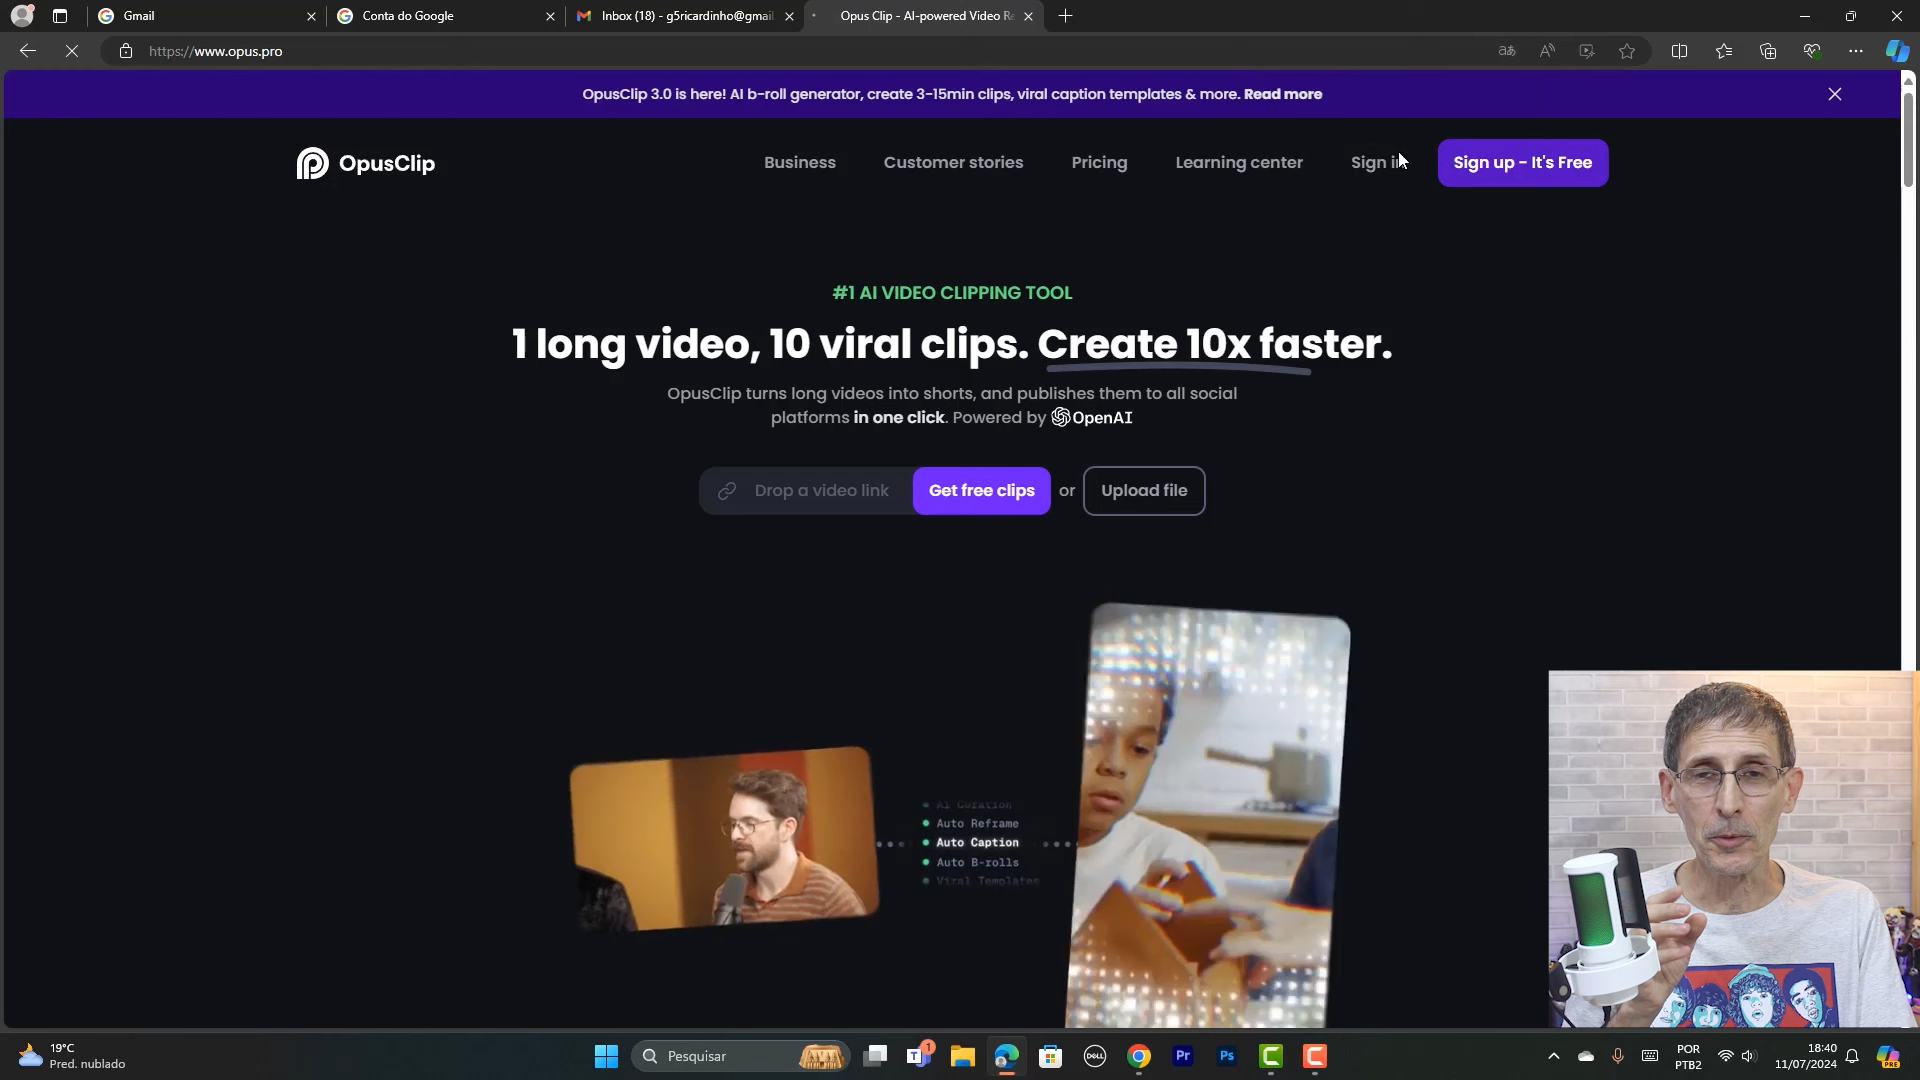 Gmail
Conta do Google
Inbox (18) - g5ricardinho@gmail
Opus Clip - AI-powered Video Re
https://www.opus.pro
OpusClip 3.0 is here! AI b-roll generator, create 3-15min clips, viral caption templates & more. Read more
OpusClip
Business
Customer stories
Pricing
Learning center
Sign in
Sign up - It's Free
#1 AI VIDEO CLIPPING TOOL
1 long video, 10 viral clips. Create 10x faster.
OpusClip turns long videos into shorts, and publishes them to all social
platforms in one click. Powered by OpenAI
Drop a video link
Get free clips
or
Upload file
AI Curation
Auto Reframe
Auto Caption
Auto B-rolls
Viral Templates
19°C
Pred. nublado
Pesquisar
T
1
DELL
Pr
Ps
POR
PTB2
18:40
11/07/2024
PRE